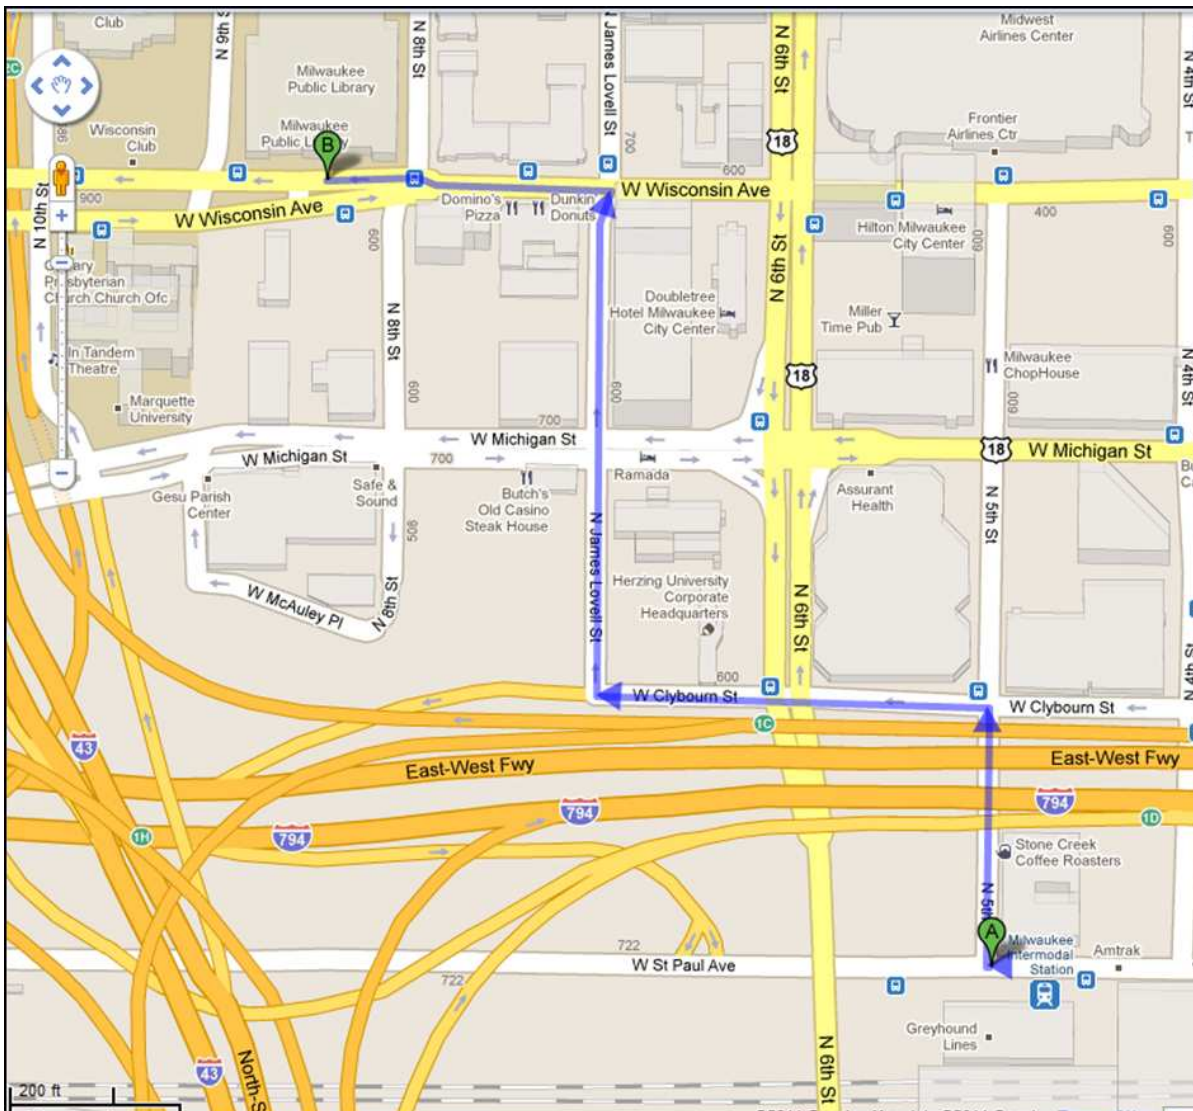 Club
N 9th S
N 8th St
N James Lovell St
N 6th St
Midwest
Airlines Center
N 4th St
Milwaukee
Public Library
Wisconsin
Club
Milwaukee
B
700
18
600
Frontier
Airlines Ctr
W Wisconsin Ave
900
W Wisconsin Ave
N 10th St
Domino's
Pizza
Dunkin
Donuts
400
Hilton Milwaukee
City Center
600
600
600
N 6th St
Presbyterian
Church Church Ofc
Doubletree
Hotel Milwaukee
City Center
Miller
Time Pub
N 8th St
In Tandem
Theatre
Milwaukee
ChopHouse
N 4th St
18
600
600
600
Marquette
University
700
W Michigan St
W Michigan St
700
18
W Michigan St
Gesu Parish
Center
Safe &
Sound
Butch's
Old Casino
Steak House
Ramada
Assurant
Health
N 5th St
N James Lovell St
Herzing University
Corporate
Headquarters
W McAuley Pl
N 8th St
N 6th St
N 4th St
600
W Clybourn St
W Clybourn St
1C
43
East-West Fwy
East-West Fwy
794
794
794
1H
1D
Stone Creek
Coffee Roasters
N 5th
A
722
W St Paul Ave
722
Milwaukee
Intermodal
Station
Amtrak
Greyhound
Lines
43
North-S
N 6th St
200 ft